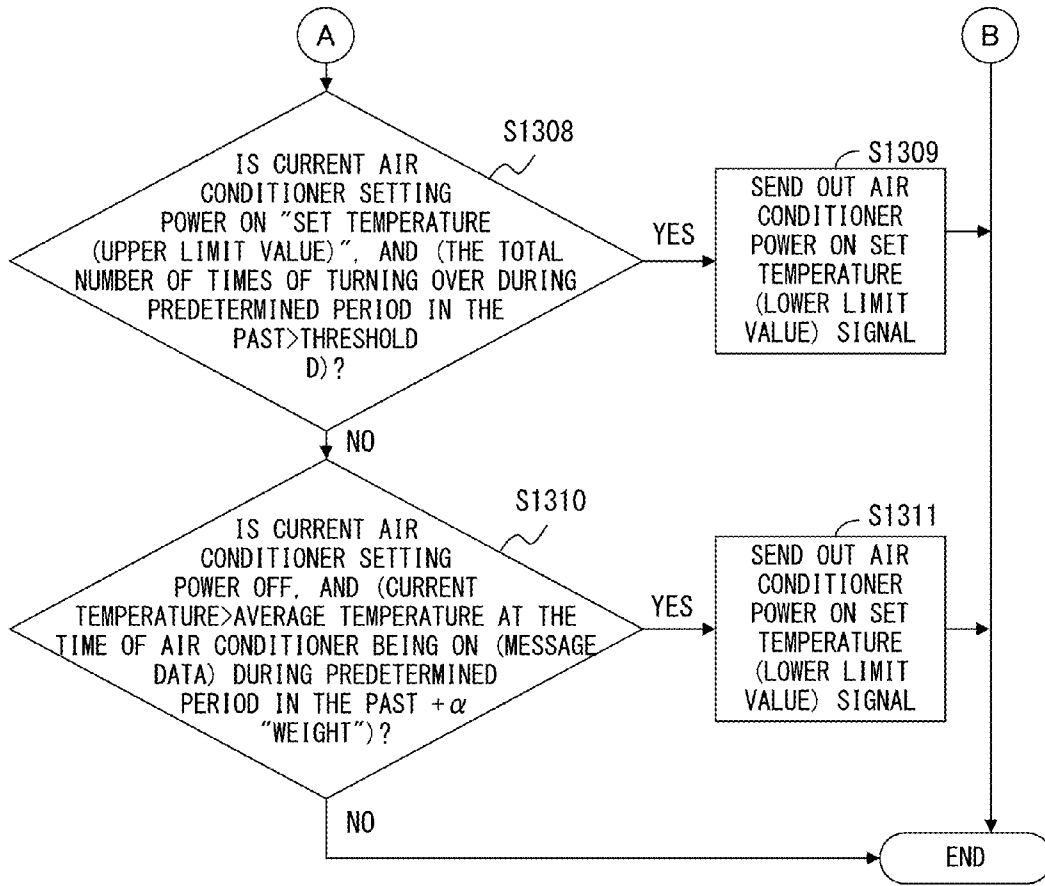 A
B
S1308
IS CURRENT AIR
CONDITIONER SETTING
POWER ON "SET TEMPERATURE
(UPPER LIMIT VALUE)", AND (THE TOTAL
NUMBER OF TIMES OF TURNING OVER DURING
PREDETERMINED PERIOD IN THE
PAST>THRESHOLD
D)?
YES
S1309
SEND OUT AIR
CONDITIONER
POWER ON SET
TEMPERATURE
(LOWER LIMIT
VALUE) SIGNAL
NO
S1310
IS CURRENT AIR
CONDITIONER SETTING
POWER OFF, AND (CURRENT
TEMPERATURE>AVERAGE TEMPERATURE AT THE
TIME OF AIR CONDITIONER BEING ON (MESSAGE
DATA) DURING PREDETERMINED
PERIOD IN THE PAST +α
"WEIGHT")?
YES
S1311
SEND OUT AIR
CONDITIONER
POWER ON SET
TEMPERATURE
(LOWER LIMIT
VALUE) SIGNAL
NO
END